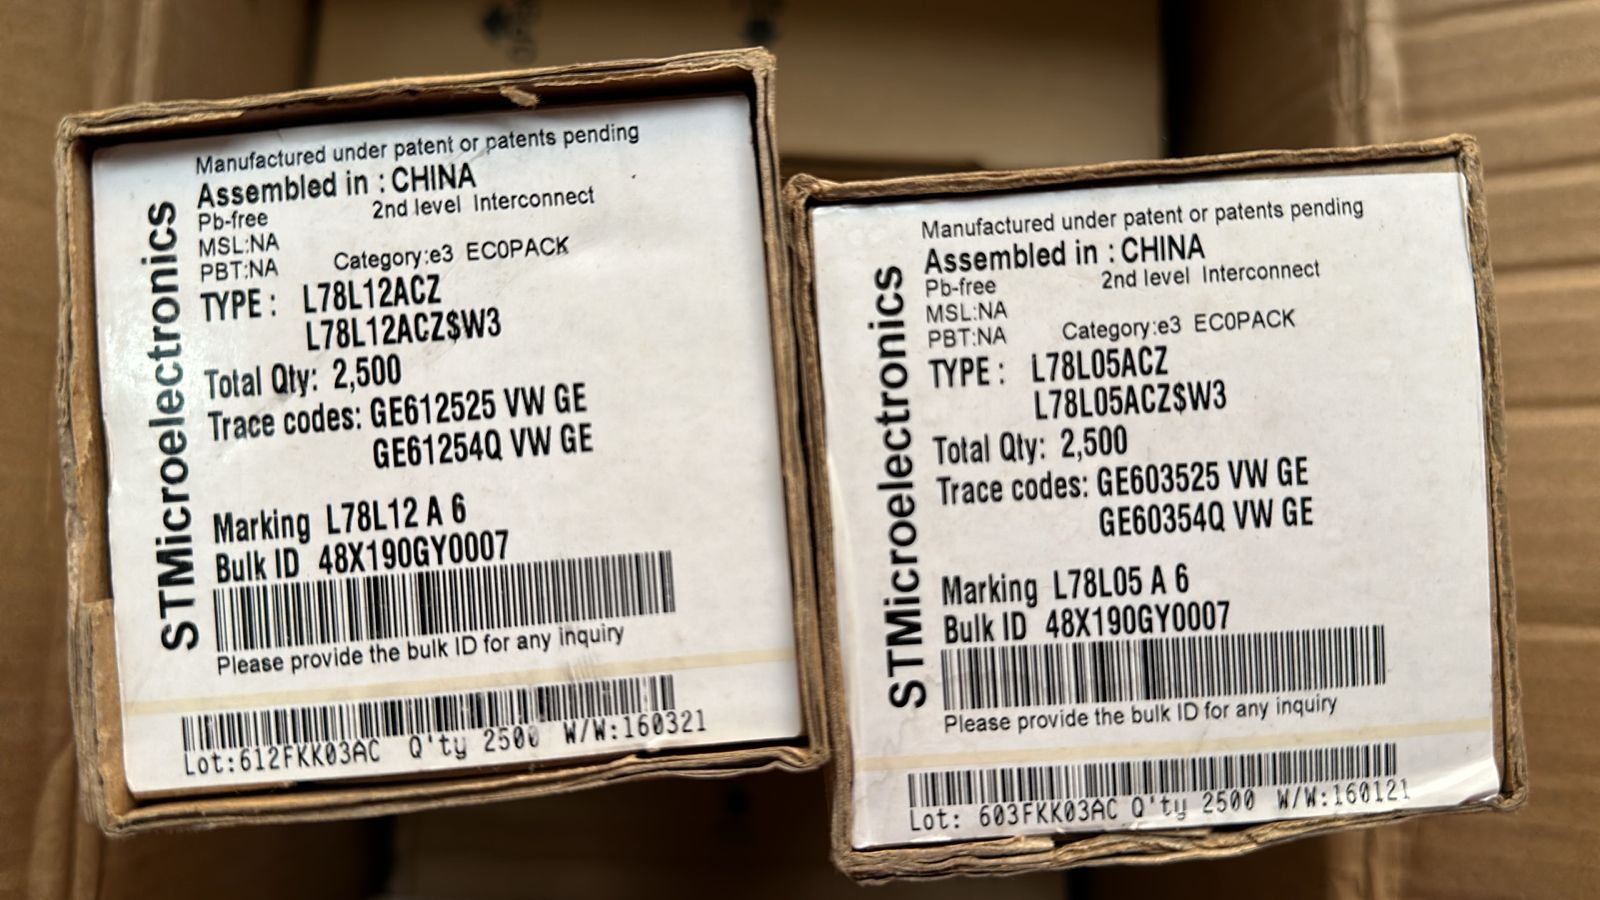 STMicroelectronics
Manufactured under patent or patents pending
Assembled in : CHINA
Pb-free 2nd level Interconnect
MSL:NA
PBT:NA Category:e3 EC0PACK
TYPE : L78L12ACZ
L78L12ACZ$W3
Total Qty: 2,500
Trace codes: GE612525 VW GE
GE61254Q VW GE
Marking L78L12 A 6
Bulk ID 48X190GY0007
Please provide the bulk ID for any inquiry
Lot:612FKK03AC Q'ty 2500 W/W:160321
STMicroelectronics
Manufactured under patent or patents pending
Assembled in : CHINA
Pb-free 2nd level Interconnect
MSL:NA
PBT:NA Category:e3 EC0PACK
TYPE : L78L05ACZ
L78L05ACZ$W3
Total Qty: 2,500
Trace codes: GE603525 VW GE
GE60354Q VW GE
Marking L78L05 A 6
Bulk ID 48X190GY0007
Please provide the bulk ID for any inquiry
Lot: 603FKK03AC Q'ty 2500 W/W:160121